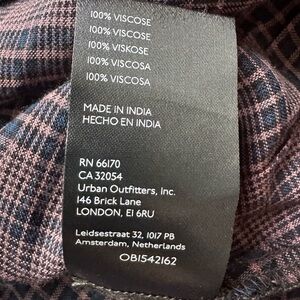 100% VISCOSE
100% VISCOSE
100% VISKOSE
100% VISCOSA
100% VISCOSA
MADE IN INDIA
HECHO EN INDIA
RN 66170
CA 32054
Urban Outfitters, Inc.
146 Brick Lane
LONDON, E1 6RU
Leidsestraat 32, 1017 PB
Amsterdam, Netherlands
OB1542162